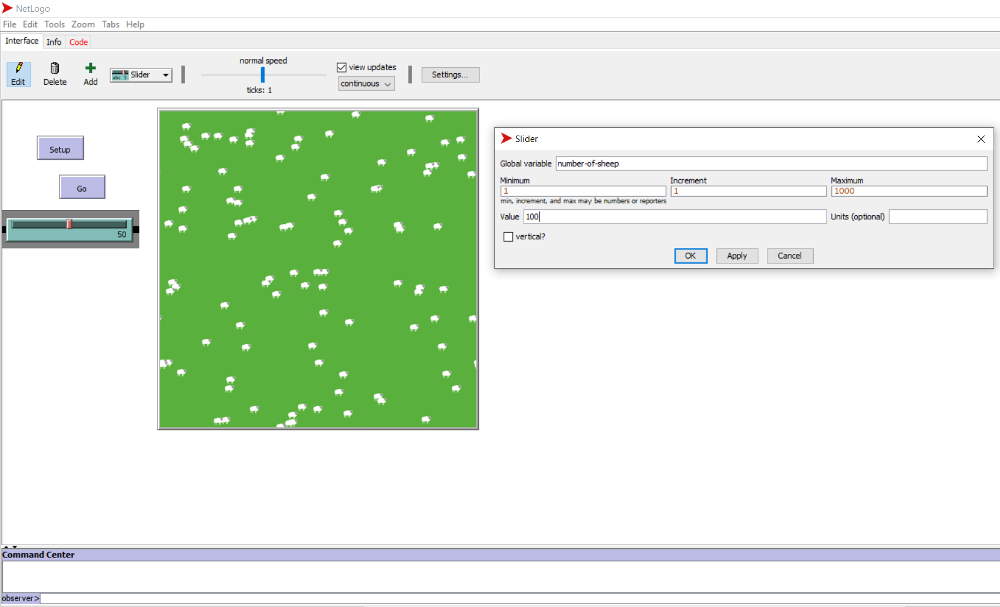 NetLogo
File Edit Tools Zoom Tabs Help
Interface Info Code
normal speed
Edit Delete Add abc 5 Slider view updates continuous Settings...
ticks: 1
Setup
Go
50
Slider
Global variable number-of-sheep
Minimum Increment Maximum
1 1 1000
min, increment, and max may be numbers or reporters
Value 100 Units (optional)
vertical?
OK Apply Cancel
Command Center
observer>